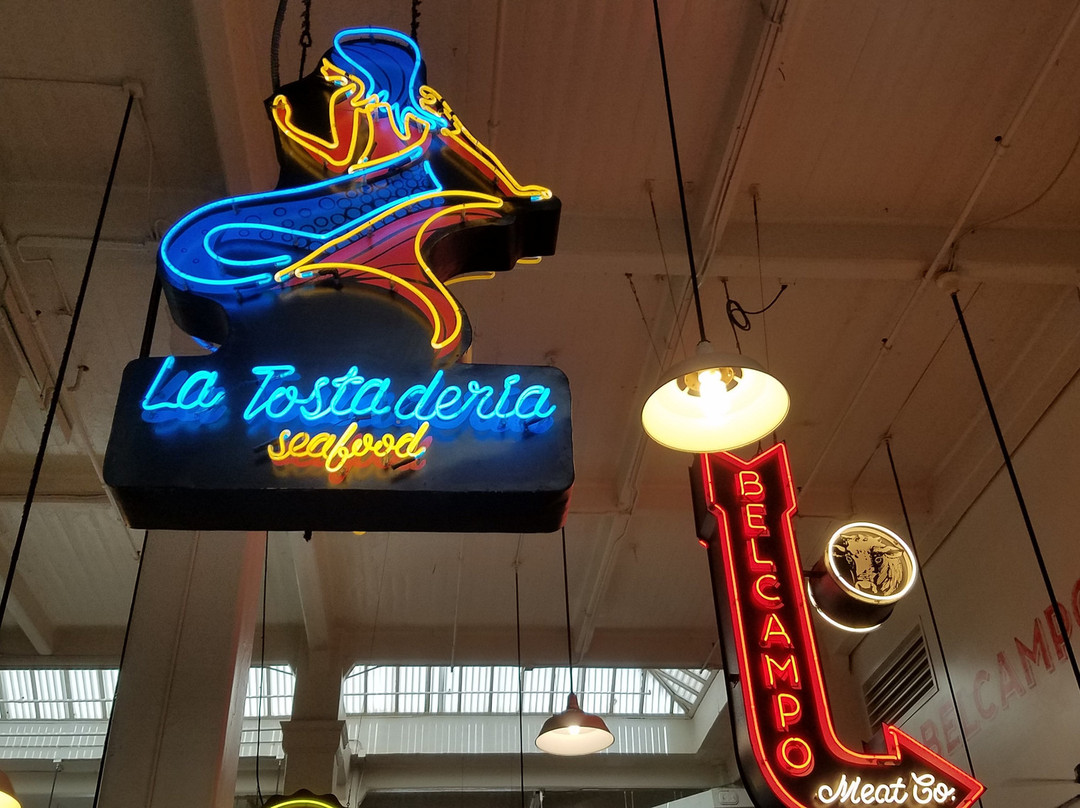 La Tostadería
seafood
BELCAMPO
Meat Co.
BELCAMPO